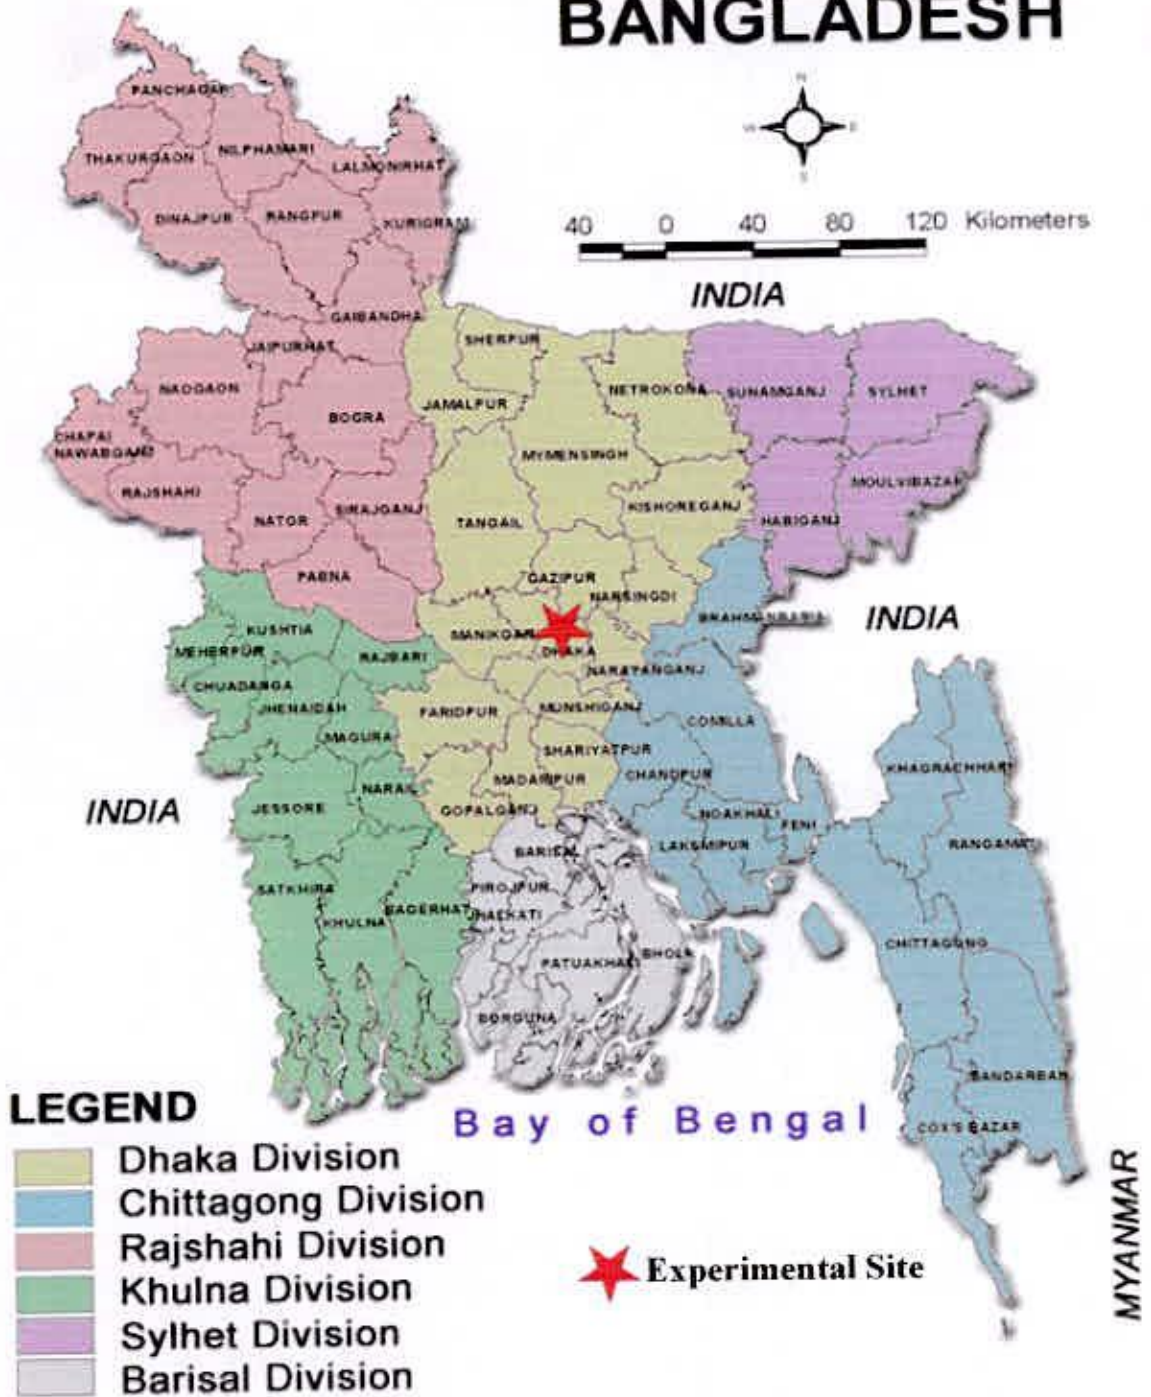 BANGLADESH
N
W E
S
40 0 40 80 120 Kilometers
INDIA
PANCHAGAR
THAKURGAON
NILPHAMARI
LALMONIRHAT
DINAJPUR
RANGPUR
KURIGRAM
GAIBANDHA
JAIPURHAT
NAOGAON
BOGRA
CHAPAI
NAWABGANJ
RAJSHAHI
NATOR
SIRAJGANJ
PABNA
SHERPUR
JAMALPUR
NETROKONA
MYMENSINGH
KISHOREGANJ
TANGAIL
GAZIPUR
NARSINGDI
MANIKGANJ
DHAKA
NARAYANGANJ
FARIDPUR
MUNSHIGANJ
SHARIYATPUR
MADARIPUR
GOPALGANJ
SUNAMGANJ
SYLHET
MOULVIBAZAR
HABIGANJ
INDIA
BRAHMANBARIA
COMILLA
CHANDPUR
NOAKHALI
FENI
LAKSMIPUR
KHAGRACHHARI
RANGAMATI
CHITTAGONG
BANDARBAN
COX'S BAZAR
KUSHTIA
MEHERPUR
RAJBARI
CHUADANGA
JHENAIDAH
MAGURA
NARAIL
INDIA
JESSORE
SATKHIRA
KHULNA
BAGERHAT
BARISAL
PIROJPUR
JHALKATI
PATUAKHALI
BHOLA
BORGUNA
Bay of Bengal
MYANMAR
LEGEND
Dhaka Division
Chittagong Division
Rajshahi Division
Khulna Division
Sylhet Division
Barisal Division
Experimental Site